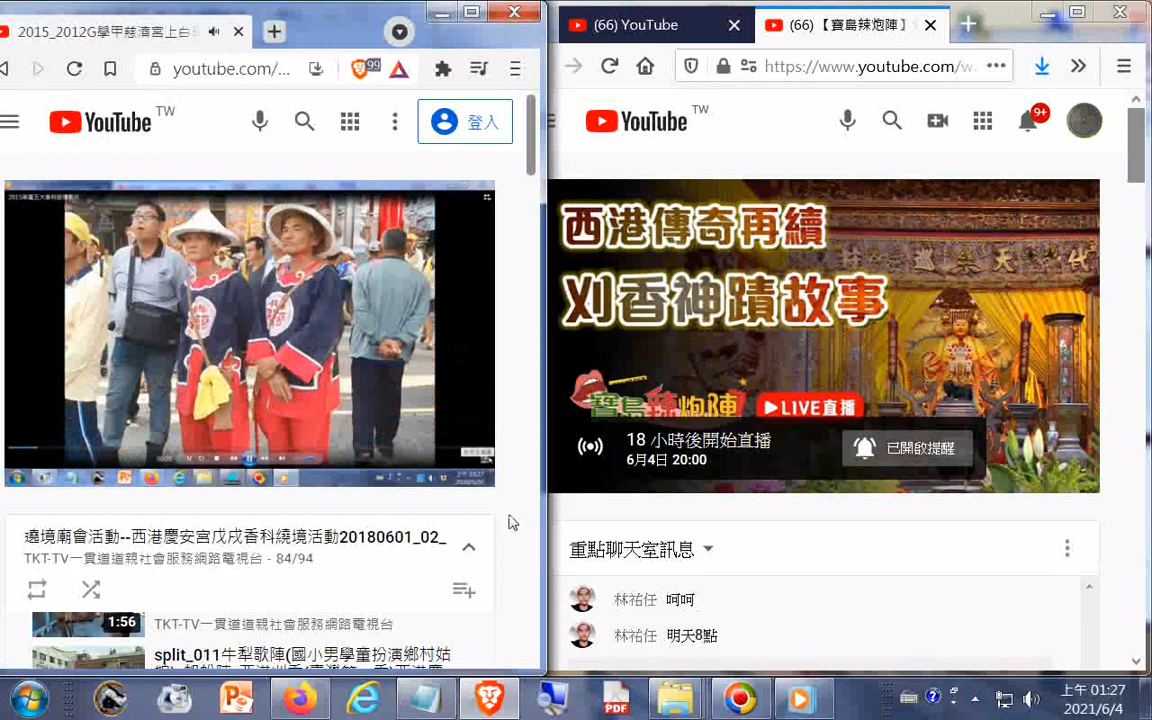 2015_2012G學甲慈濟宮上白
youtube.com/...
99
YouTube TW
登入
遶境廟會活動--西港慶安宮戊戌香科繞境活動20180601_02_
TKT-TV一貫道道親社會服務網路電視台 - 84/94
1:56
TKT-TV一貫道道親社會服務網路電視台
split_011牛犁歌陣(國小男學童扮演鄉村姑
(66) YouTube
(66) 【寶島辣炮陣】
https://www.youtube.com/w
YouTube TW
9+
西港傳奇再續
刈香神蹟故事
寶島辣炮陣
LIVE直播
18 小時後開始直播
6月4日 20:00
已開啟提醒
重點聊天室訊息
林祐任 呵呵
林祐任 明天8點
PDF
上午 01:27
2021/6/4